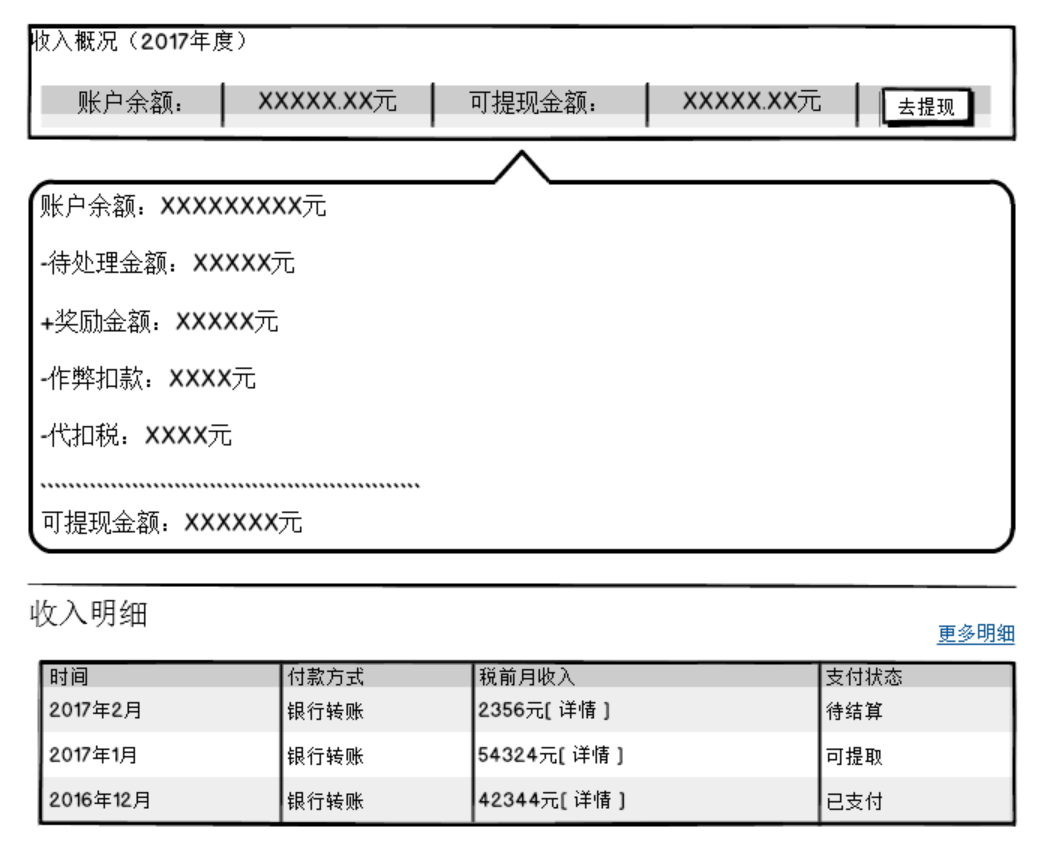 收入概况（2017年度）
账户余额： XXXXX.XX元 可提现金额： XXXXX.XX元 去提现
账户余额：XXXXXXXXX元
-待处理金额：XXXXX元
+奖励金额：XXXXX元
-作弊扣款：XXXX元
-代扣税：XXXX元
可提现金额：XXXXXX元
收入明细
更多明细
时间 付款方式 税前月收入 支付状态
2017年2月 银行转账 2356元[ 详情 ] 待结算
2017年1月 银行转账 54324元[ 详情 ] 可提取
2016年12月 银行转账 42344元[ 详情 ] 已支付